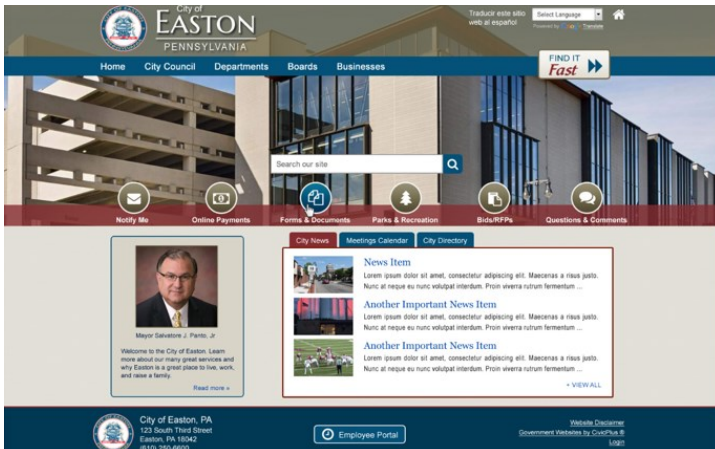 City of
EASTON
PENNSYLVANIA
Traducir este sitio
web al español
Select Language
Powered by Translate
Home City Council Departments Boards Businesses
FIND IT
Fast
Search our site
Notify Me Online Payments Forms & Documents Parks & Recreation Bids/RFPs Questions & Comments
City News Meetings Calendar City Directory
News Item
Lorem ipsum dolor sit amet, consectetur adipiscing elit. Maecenas a risus justo.
Nunc at neque eu nunc volutpat interdum. Proin viverra rutrum fermentum ...
Another Important News Item
Lorem ipsum dolor sit amet, consectetur adipiscing elit. Maecenas a risus justo.
Nunc at neque eu nunc volutpat interdum. Proin viverra rutrum fermentum ...
Another Important News Item
Lorem ipsum dolor sit amet, consectetur adipiscing elit. Maecenas a risus justo.
Nunc at neque eu nunc volutpat interdum. Proin viverra rutrum fermentum ...
+ VIEW ALL
Mayor Salvatore J. Panto, Jr
Welcome to the City of Easton. Learn
more about our many great services and
why Easton is a great place to live, work,
and raise a family.
Read more »
City of Easton, PA
123 South Third Street
Easton, PA 18042
(610) 250-6600
Employee Portal
Website Disclaimer
Government Websites by CivicPlus ®
Login